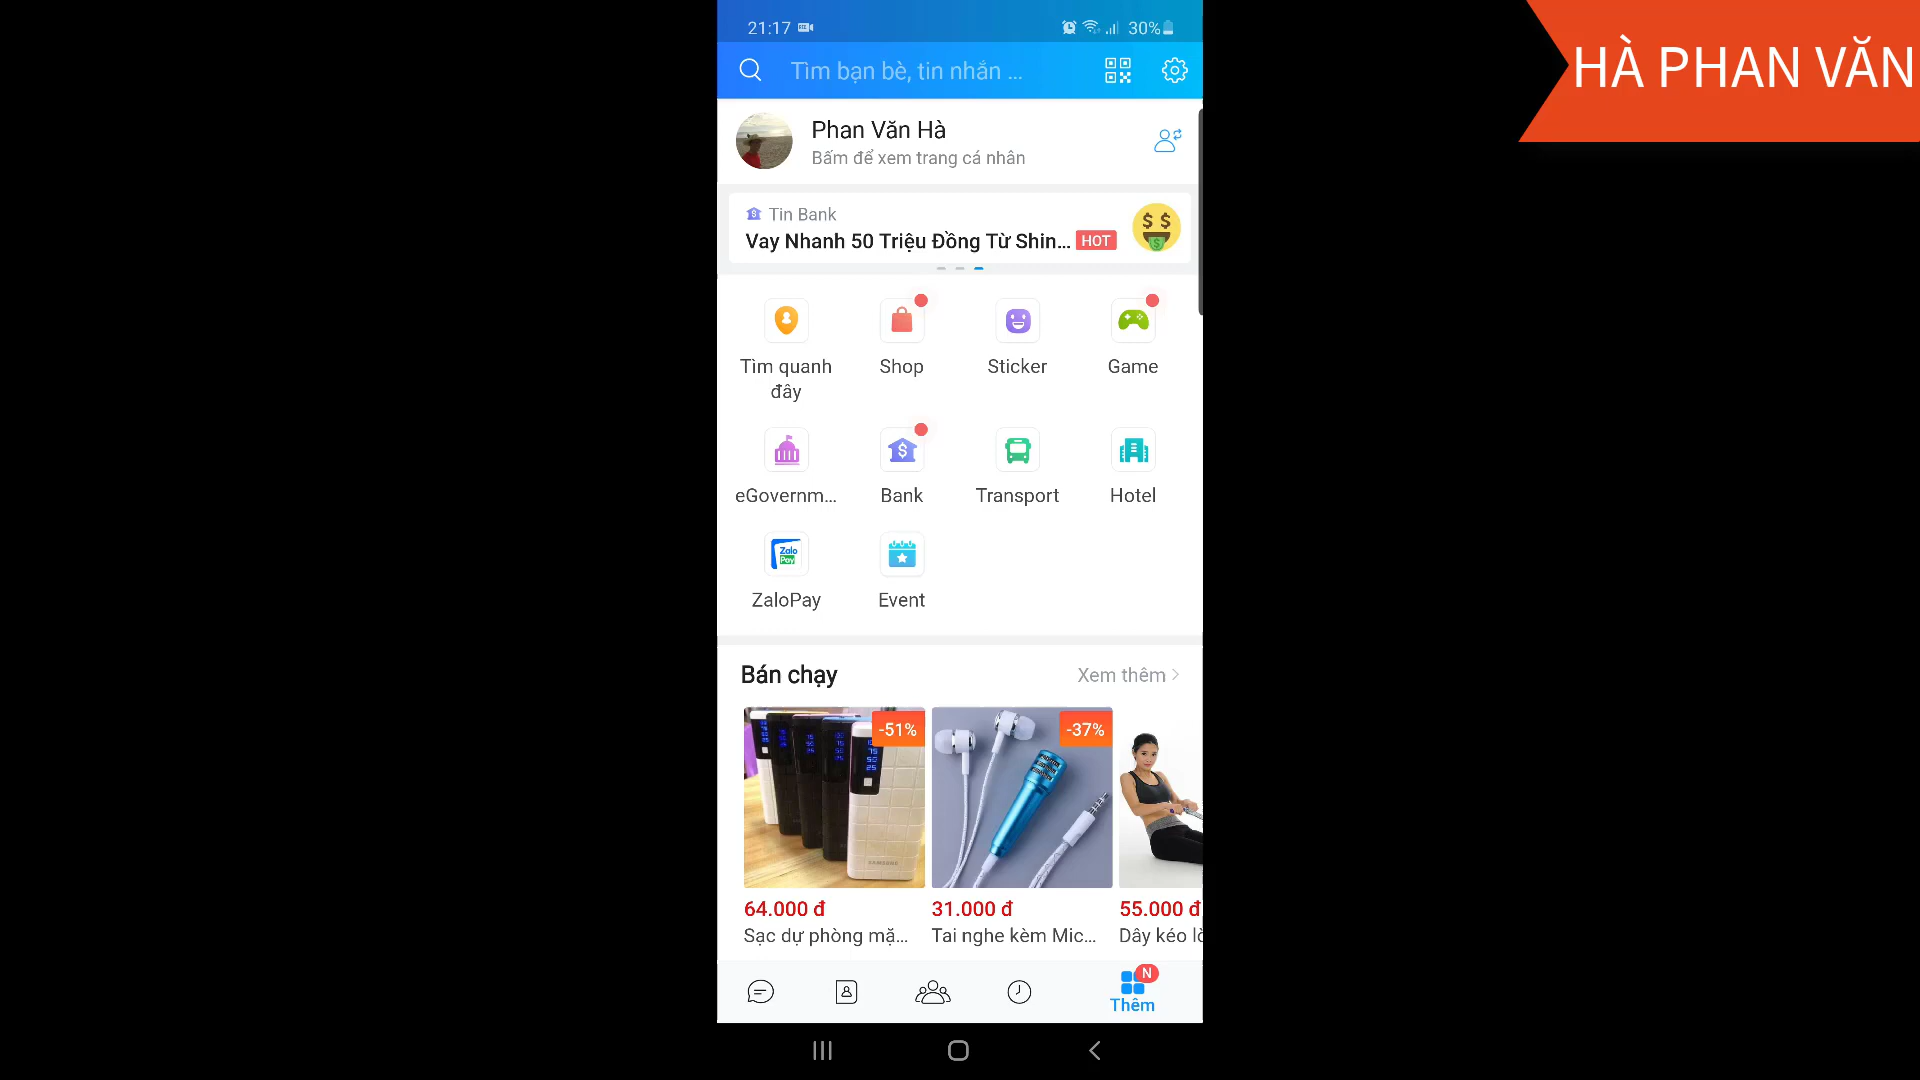 21:17
30%
HÀ PHAN VĂN
Tìm bạn bè, tin nhắn ...
Phan Văn Hà
Bấm để xem trang cá nhân
Tin Bank
Vay Nhanh 50 Triệu Đồng Từ Shin... HOT
Tìm quanh đây
Shop
Sticker
Game
eGovernm...
Bank
Transport
Hotel
Zalo
Pay
ZaloPay
Event
Bán chạy
Xem thêm
-51%
-37%
SAMSUNG
64.000 đ
31.000 đ
55.000 đ
Sạc dự phòng mặ...
Tai nghe kèm Mic...
Dây kéo
N
Thêm